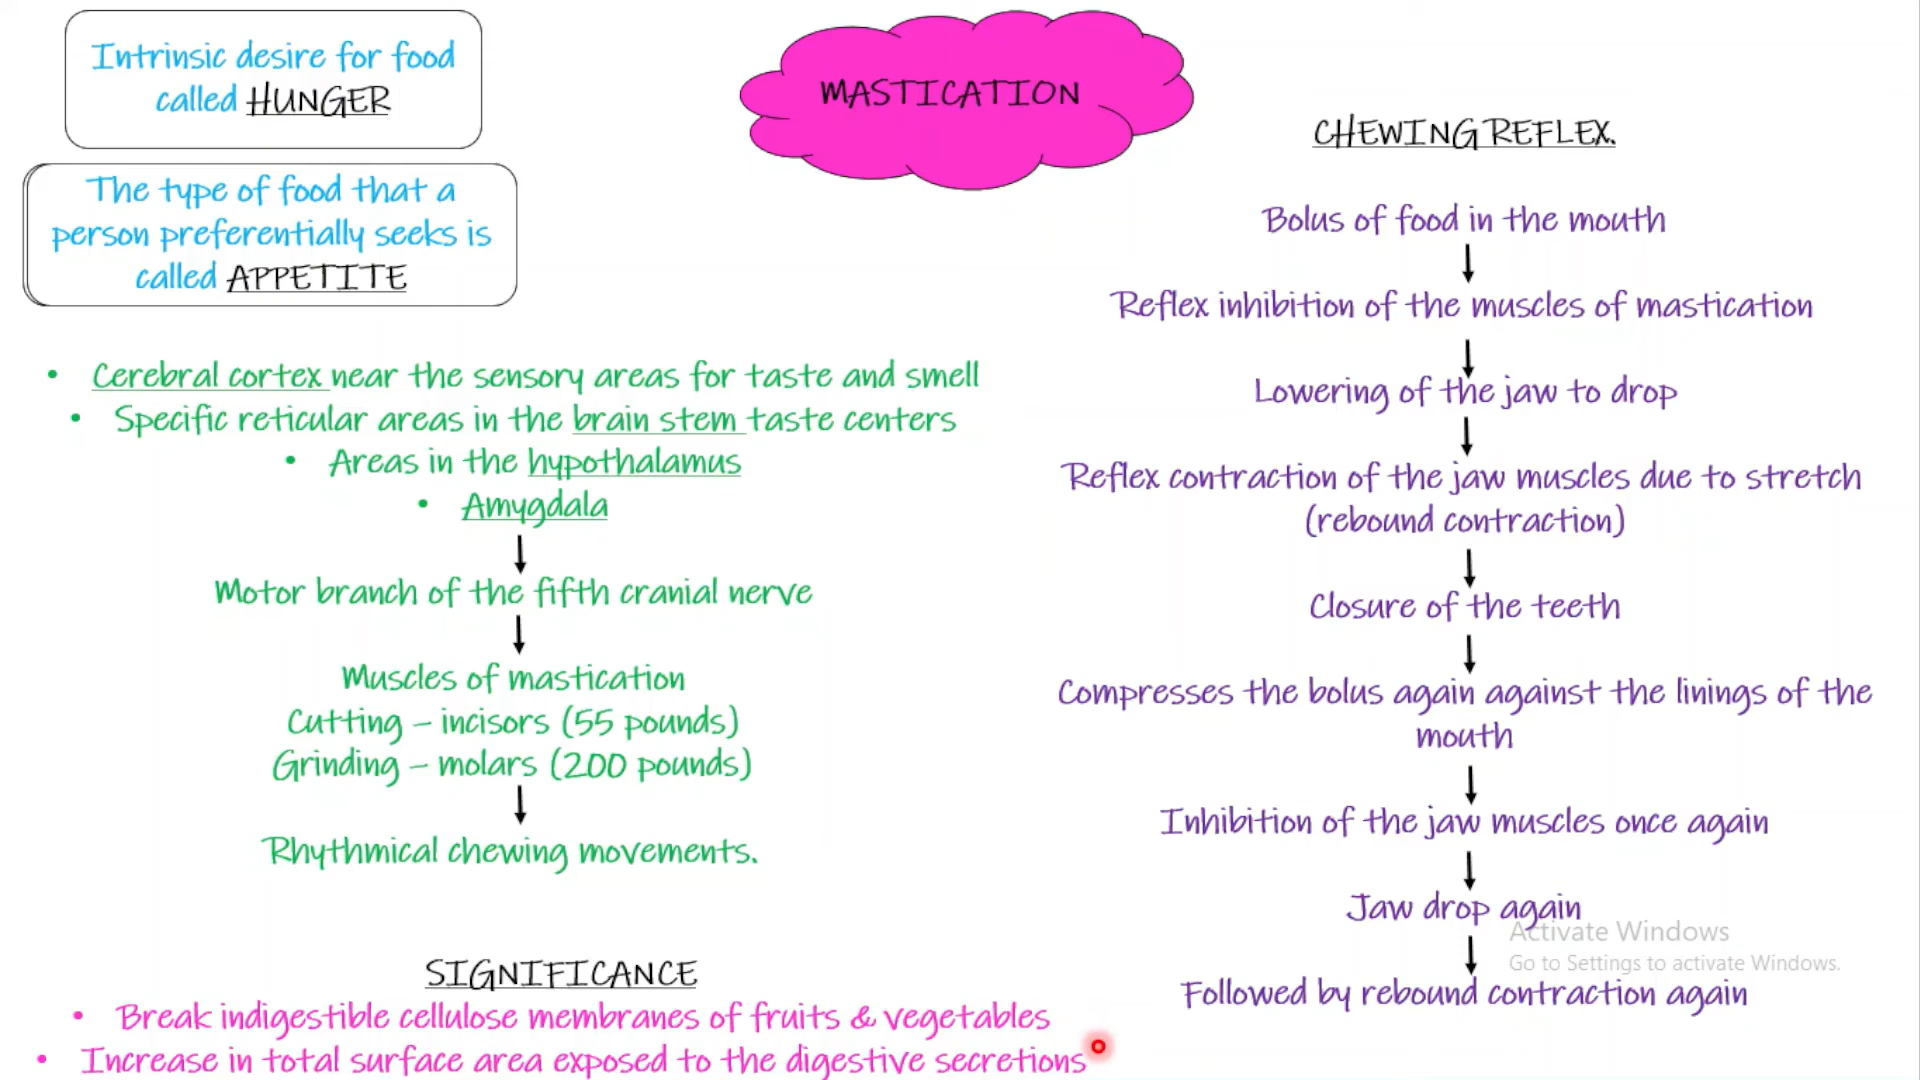 Intrinsic desire for food
called HUNGER
The type of food that a
person preferentially seeks is
called APPETITE
MASTICATION
• Cerebral cortex near the sensory areas for taste and smell
• Specific reticular areas in the brain stem taste centers
• Areas in the hypothalamus
• Amygdala
Motor branch of the fifth cranial nerve
Muscles of mastication
Cutting – incisors (55 pounds)
Grinding – molars (200 pounds)
Rhythmical chewing movements.
SIGNIFICANCE
• Break indigestible cellulose membranes of fruits & vegetables
• Increase in total surface area exposed to the digestive secretions
CHEWING REFLEX.
Bolus of food in the mouth
Reflex inhibition of the muscles of mastication
Lowering of the jaw to drop
Reflex contraction of the jaw muscles due to stretch
(rebound contraction)
Closure of the teeth
Compresses the bolus again against the linings of the
mouth
Inhibition of the jaw muscles once again
Jaw drop again
Followed by rebound contraction again
Activate Windows
Go to Settings to activate Windows.